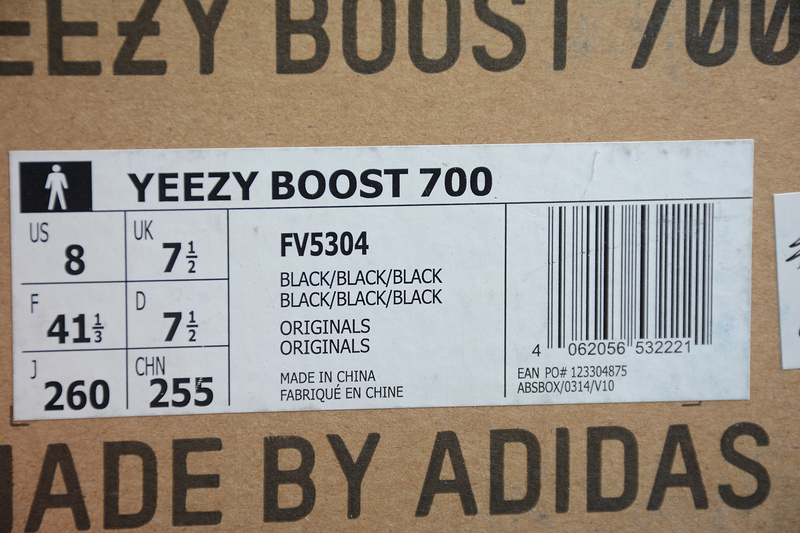 YEEZY BOOST 700
YEEZY BOOST 700
US
8
UK
7 1/2
F
41 1/3
D
7 1/2
J
260
CHN
255
FV5304
BLACK/BLACK/BLACK
BLACK/BLACK/BLACK
ORIGINALS
ORIGINALS
MADE IN CHINA
FABRIQUÉ EN CHINE
4 062056 532221
EAN PO# 123304875
ABSBOX/0314/V10
MADE BY ADIDAS